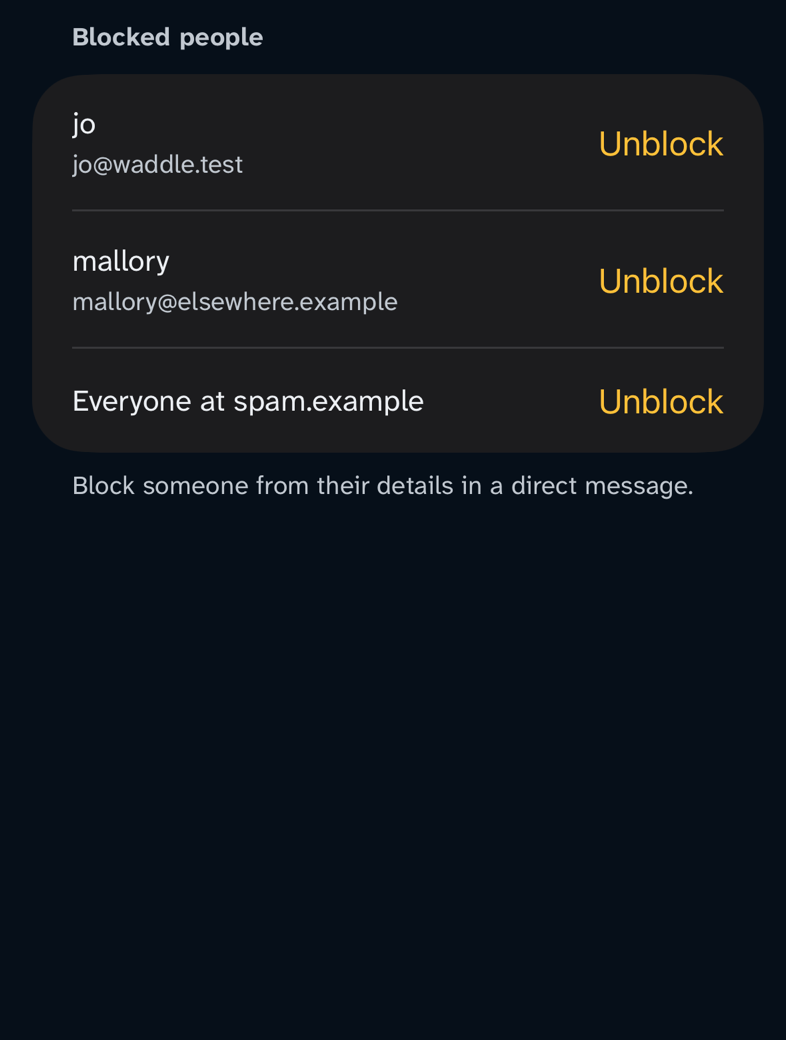 Blocked people
jo
jo@waddle.test
Unblock
mallory
mallory@elsewhere.example
Unblock
Everyone at spam.example
Unblock
Block someone from their details in a direct message.